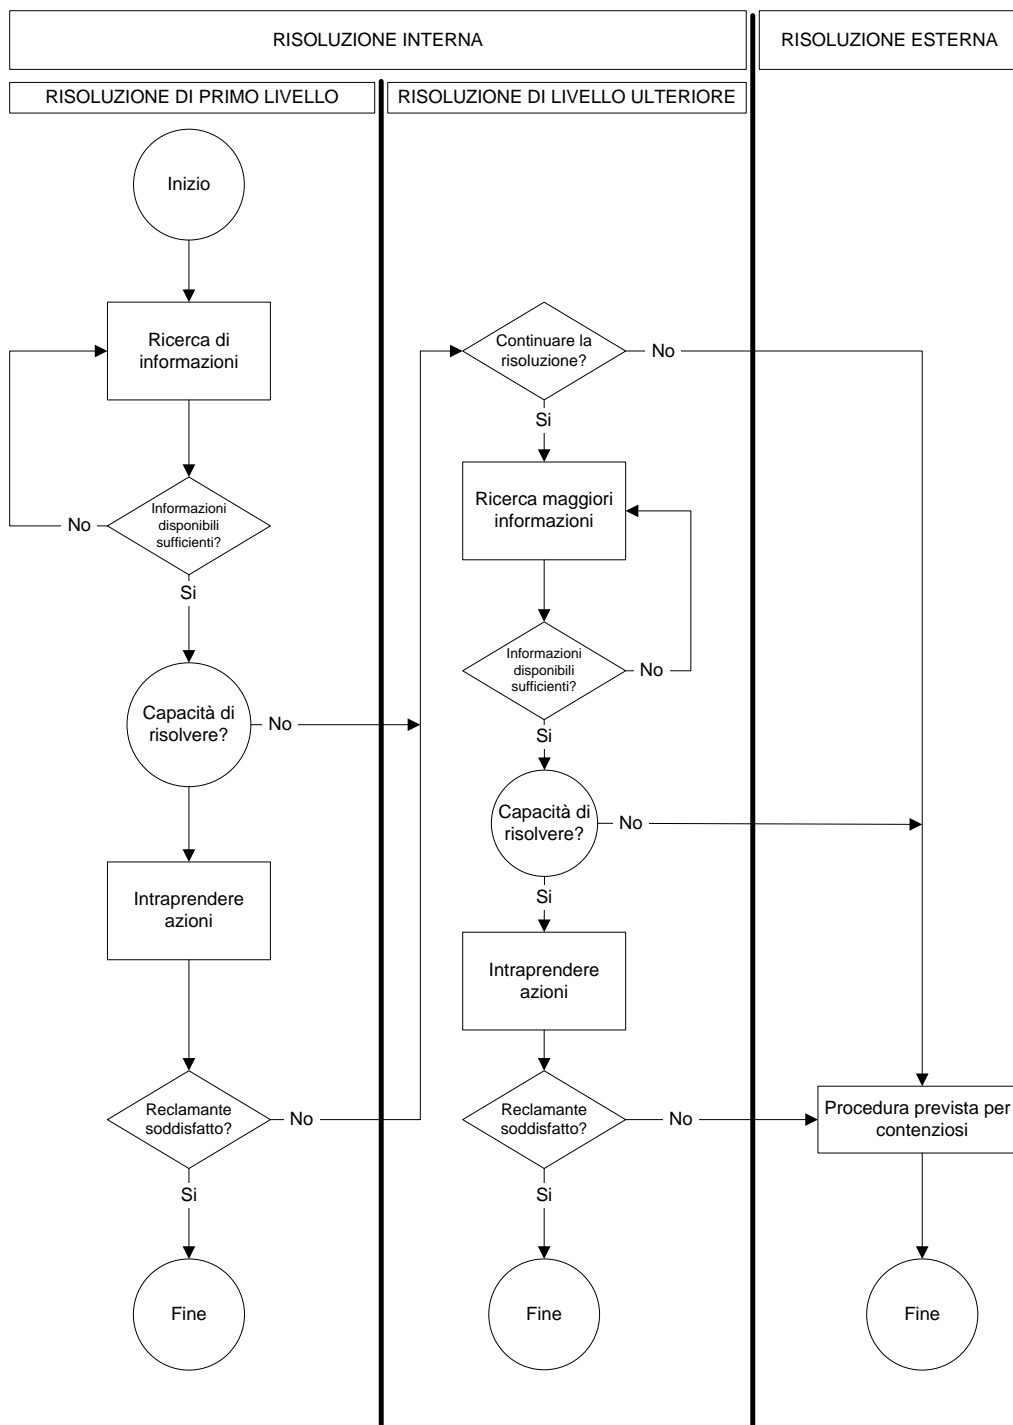 RISOLUZIONE INTERNA
RISOLUZIONE ESTERNA
RISOLUZIONE DI PRIMO LIVELLO
RISOLUZIONE DI LIVELLO ULTERIORE
Inizio
Ricerca di
informazioni
Informazioni
disponibili
sufficienti?
No
Si
Capacità di
risolvere?
No
Intraprendere
azioni
Reclamante
soddisfatto?
No
Si
Fine
Continuare la
risoluzione?
No
Si
Ricerca maggiori
informazioni
Informazioni
disponibili
sufficienti?
No
Si
Capacità di
risolvere?
No
Si
Intraprendere
azioni
Reclamante
soddisfatto?
No
Si
Fine
Procedura prevista per
contenziosi
Fine